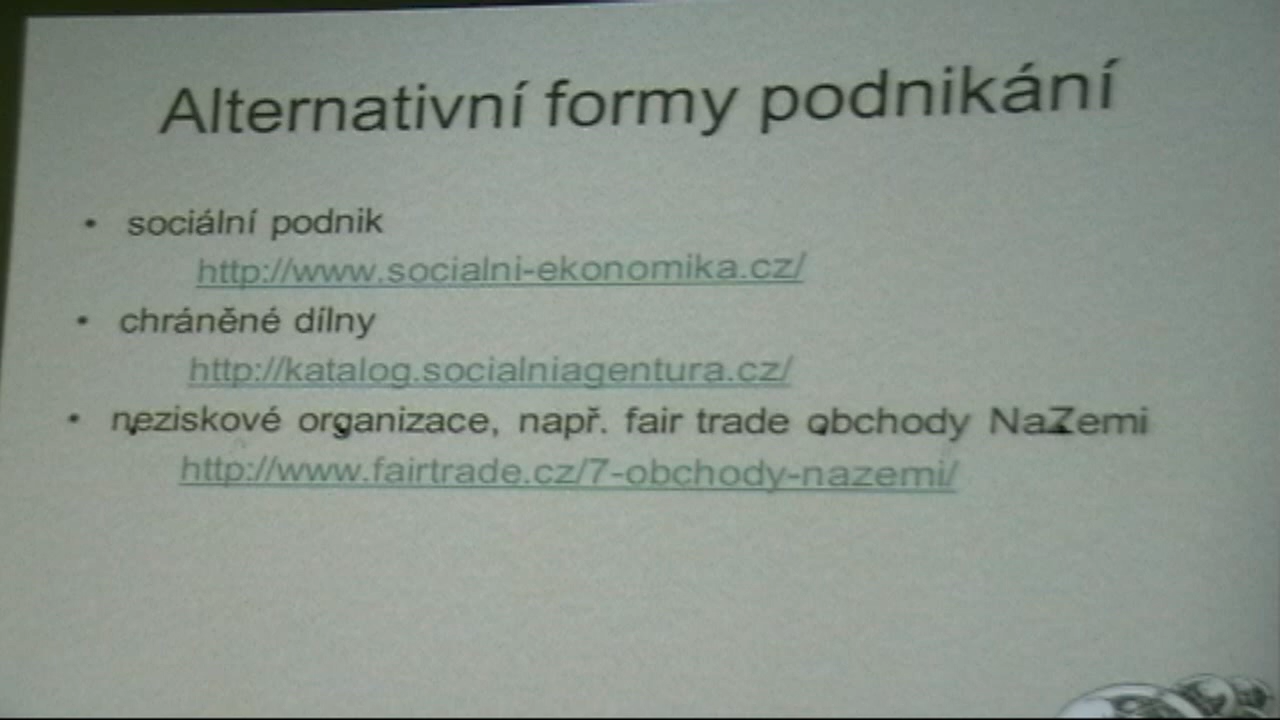 Alternativní formy podnikání
• sociální podnik
http://www.socialni-ekonomika.cz/
• chráněné dílny
http://katalog.socialniagentura.cz/
• neziskové organizace, např. fair trade obchody NaZemi
http://www.fairtrade.cz/7-obchody-nazemi/